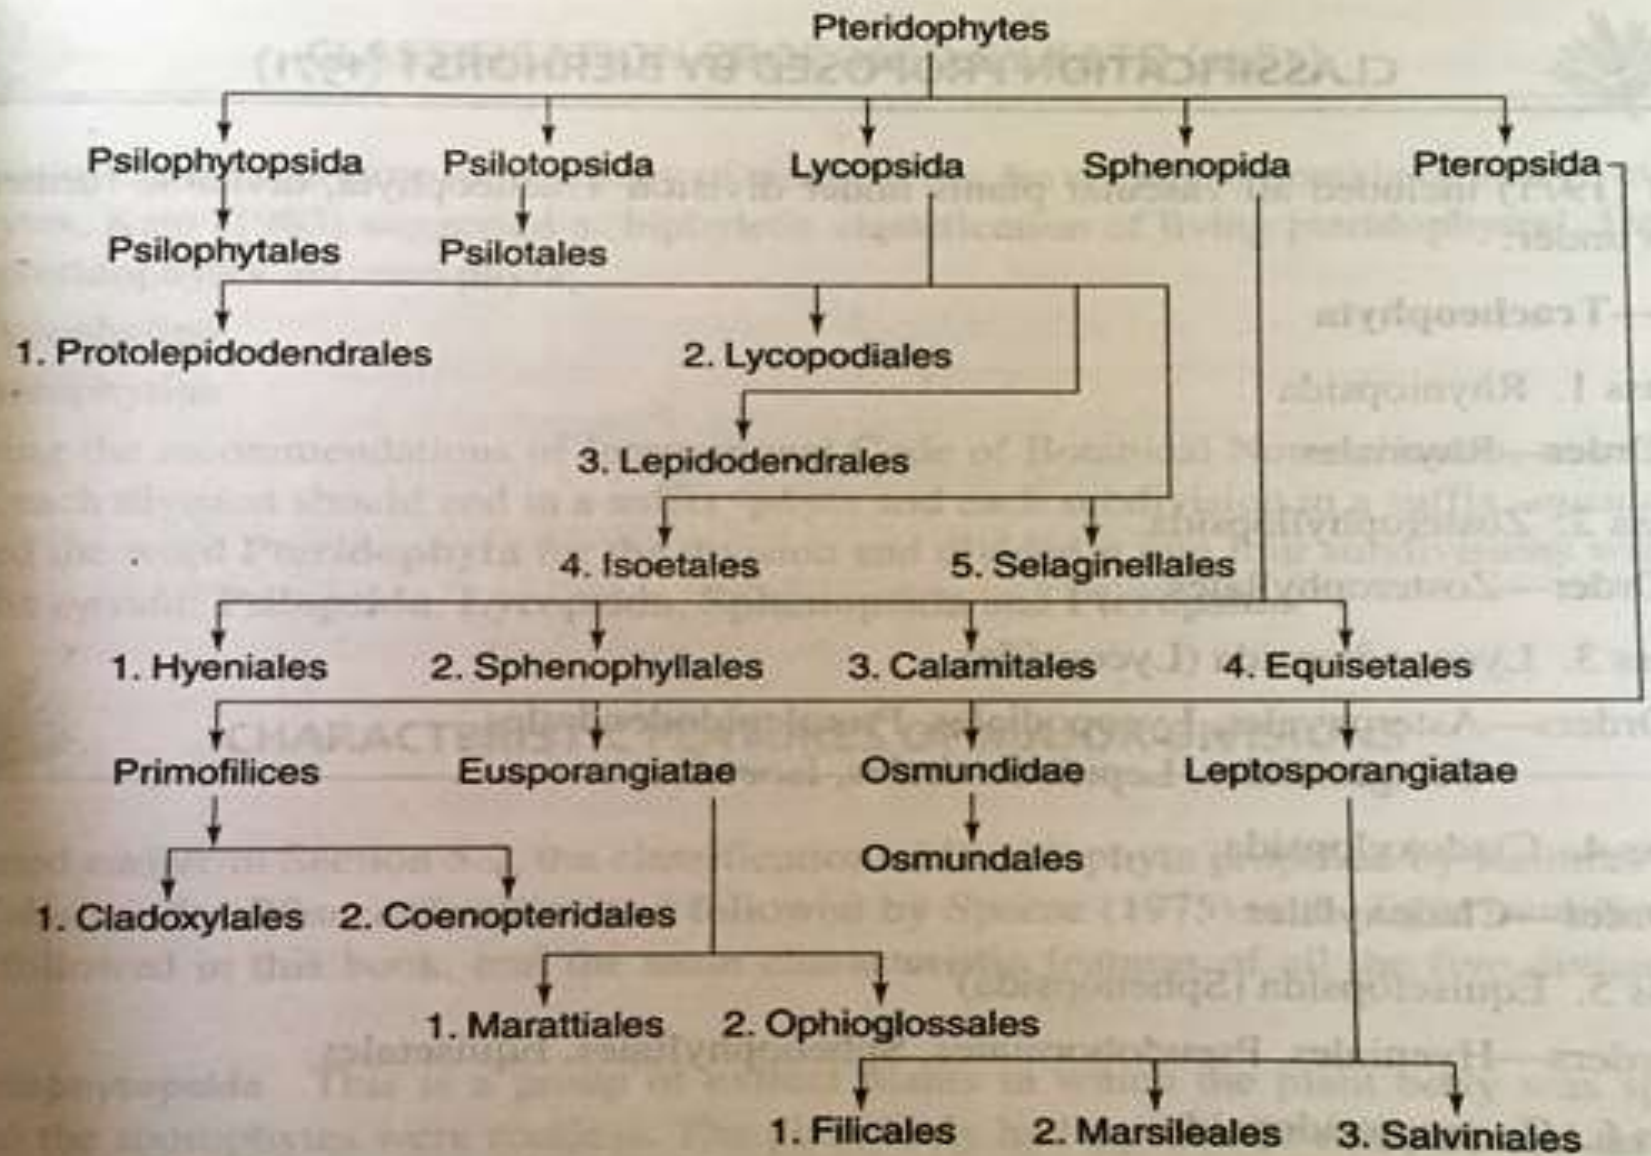 Pteridophytes
Psilophytopsida Psilotopsida Lycopsida Sphenopida Pteropsida
Psilophytales Psilotales
1. Protolepidodendrales 2. Lycopodiales
3. Lepidodendrales
4. Isoetales 5. Selaginellales
1. Hyeniales 2. Sphenophyllales 3. Calamitales 4. Equisetales
Primofilices Eusporangiatae Osmundidae Leptosporangiatae
Osmundales
1. Cladoxylales 2. Coenopteridales
1. Marattiales 2. Ophioglossales
1. Filicales 2. Marsileales 3. Salviniales